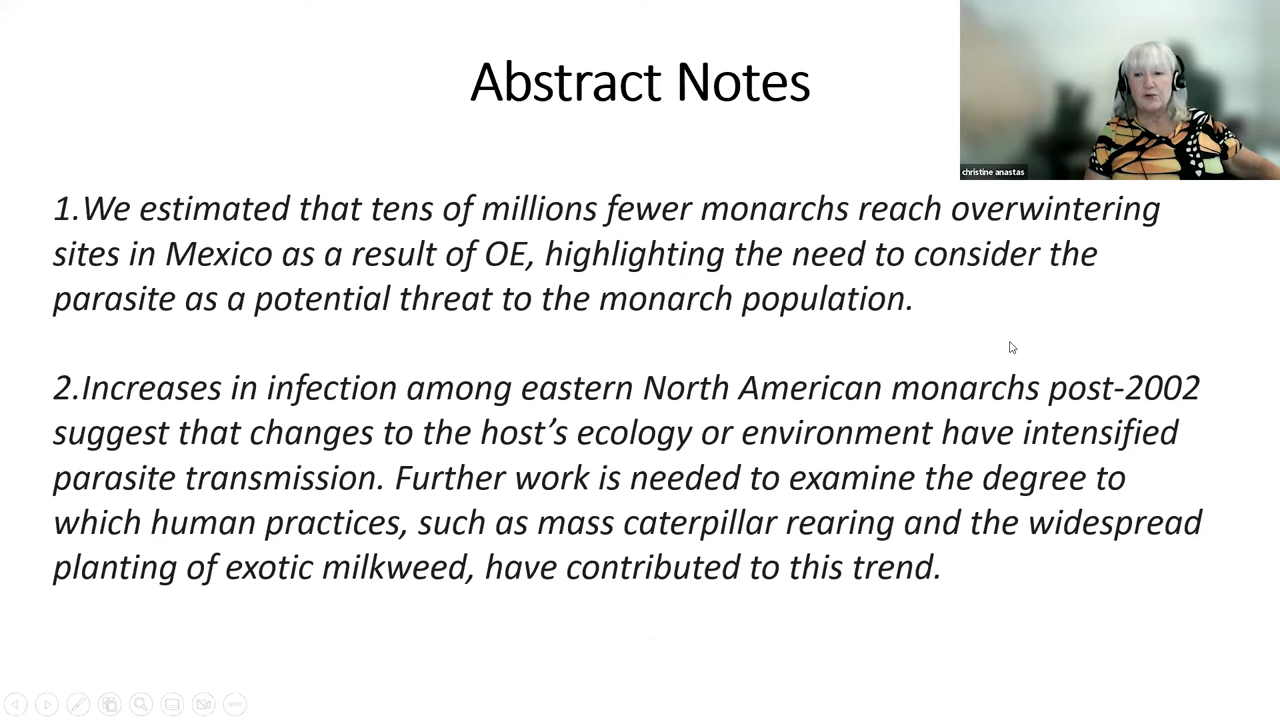 Abstract Notes
christine anastas
1.We estimated that tens of millions fewer monarchs reach overwintering
sites in Mexico as a result of OE, highlighting the need to consider the
parasite as a potential threat to the monarch population.
2.Increases in infection among eastern North American monarchs post-2002
suggest that changes to the host’s ecology or environment have intensified
parasite transmission. Further work is needed to examine the degree to
which human practices, such as mass caterpillar rearing and the widespread
planting of exotic milkweed, have contributed to this trend.